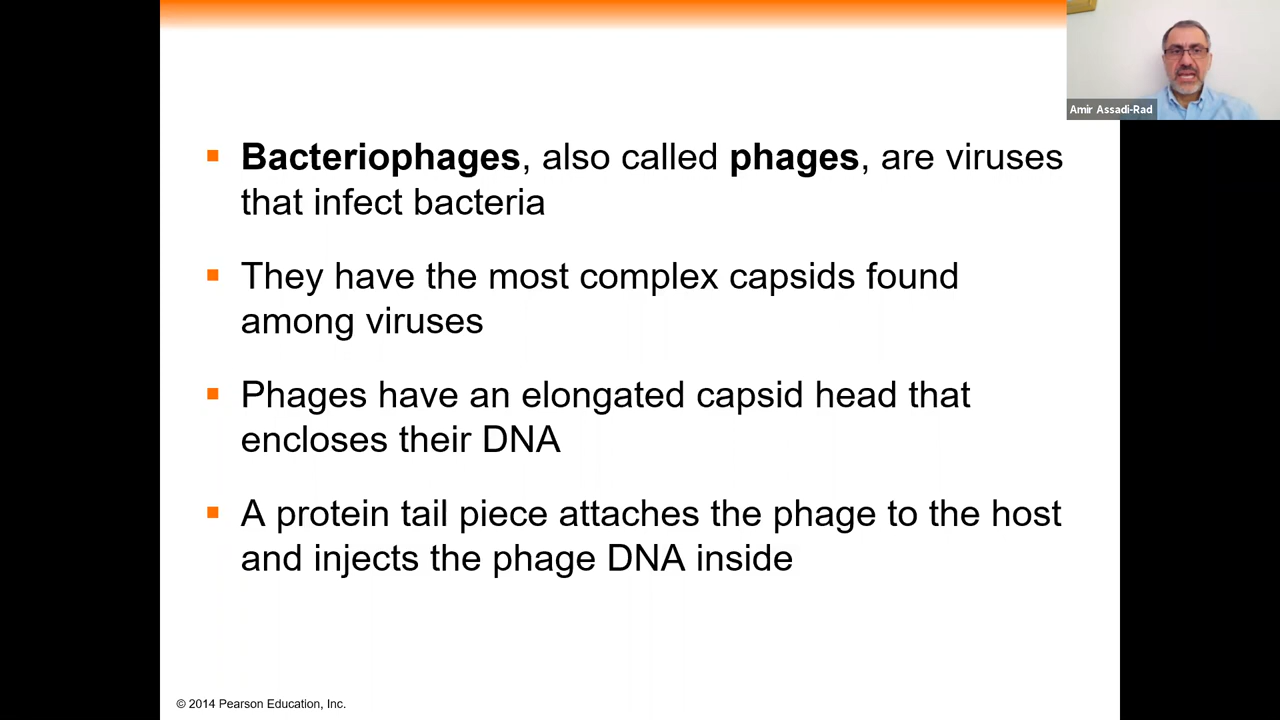 Amir Assadi-Rad
Bacteriophages, also called phages, are viruses
that infect bacteria
They have the most complex capsids found
among viruses
Phages have an elongated capsid head that
encloses their DNA
A protein tail piece attaches the phage to the host
and injects the phage DNA inside
© 2014 Pearson Education, Inc.